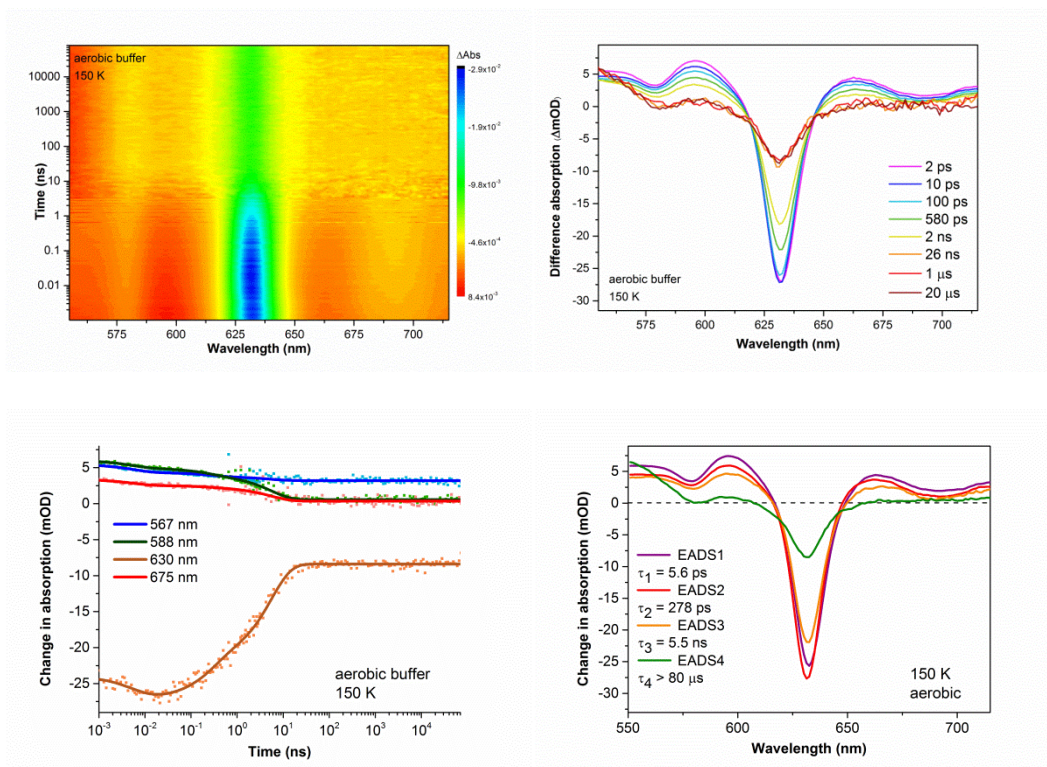 aerobic buffer
150 K
ΔAbs
-2.9x10⁻²
-1.9x10⁻²
-9.8x10⁻³
-4.6x10⁻⁴
8.4x10⁻³
10000
1000
100
10
1
0.1
0.01
Time (ns)
575 600 625 650 675 700
Wavelength (nm)
5
0
-5
-10
-15
-20
-25
-30
Difference absorption (ΔmOD)
2 ps
10 ps
100 ps
580 ps
2 ns
26 ns
1 μs
20 μs
aerobic buffer
150 K
575 600 625 650 675 700
Wavelength (nm)
5
0
-5
-10
-15
-20
-25
Change in absorption (mOD)
567 nm
588 nm
630 nm
675 nm
aerobic buffer
150 K
10⁻³ 10⁻² 10⁻¹ 10⁰ 10¹ 10² 10³ 10⁴
Time (ns)
5
0
-5
-10
-15
-20
-25
-30
Change in absorption (mOD)
EADS1
τ₁ = 5.6 ps
EADS2
τ₂ = 278 ps
EADS3
τ₃ = 5.5 ns
EADS4
τ₄ > 80 μs
150 K
aerobic
550 600 650 700
Wavelength (nm)